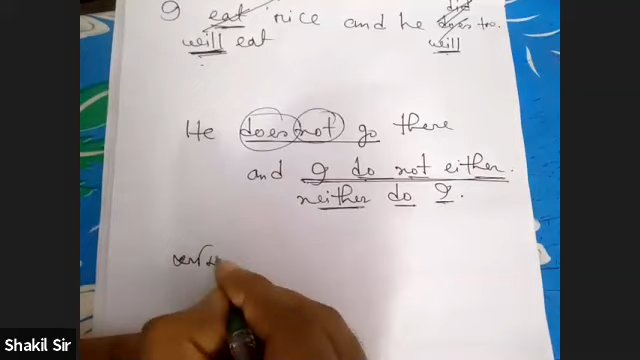 did
I eat rice and he does too.
will eat will
He does not go there
and I do not either.
neither do I.
Shakil Sir